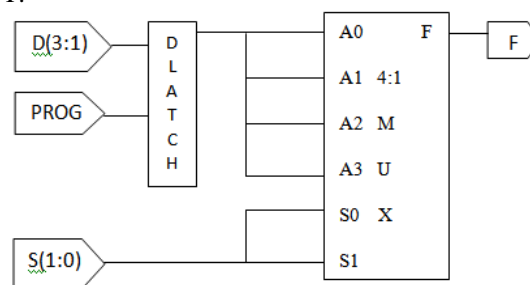 1.
D(3:1)
PROG
S(1:0)
D
L
A
T
C
H
A0 F
A1 4:1
A2 M
A3 U
S0 X
S1
F